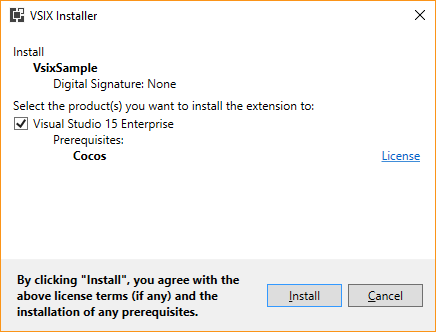 VSIX Installer
Install
VsixSample
Digital Signature: None
Select the product(s) you want to install the extension to:
Visual Studio 15 Enterprise
Prerequisites:
Cocos License
By clicking "Install", you agree with the
above license terms (if any) and the
installation of any prerequisites.
Install Cancel